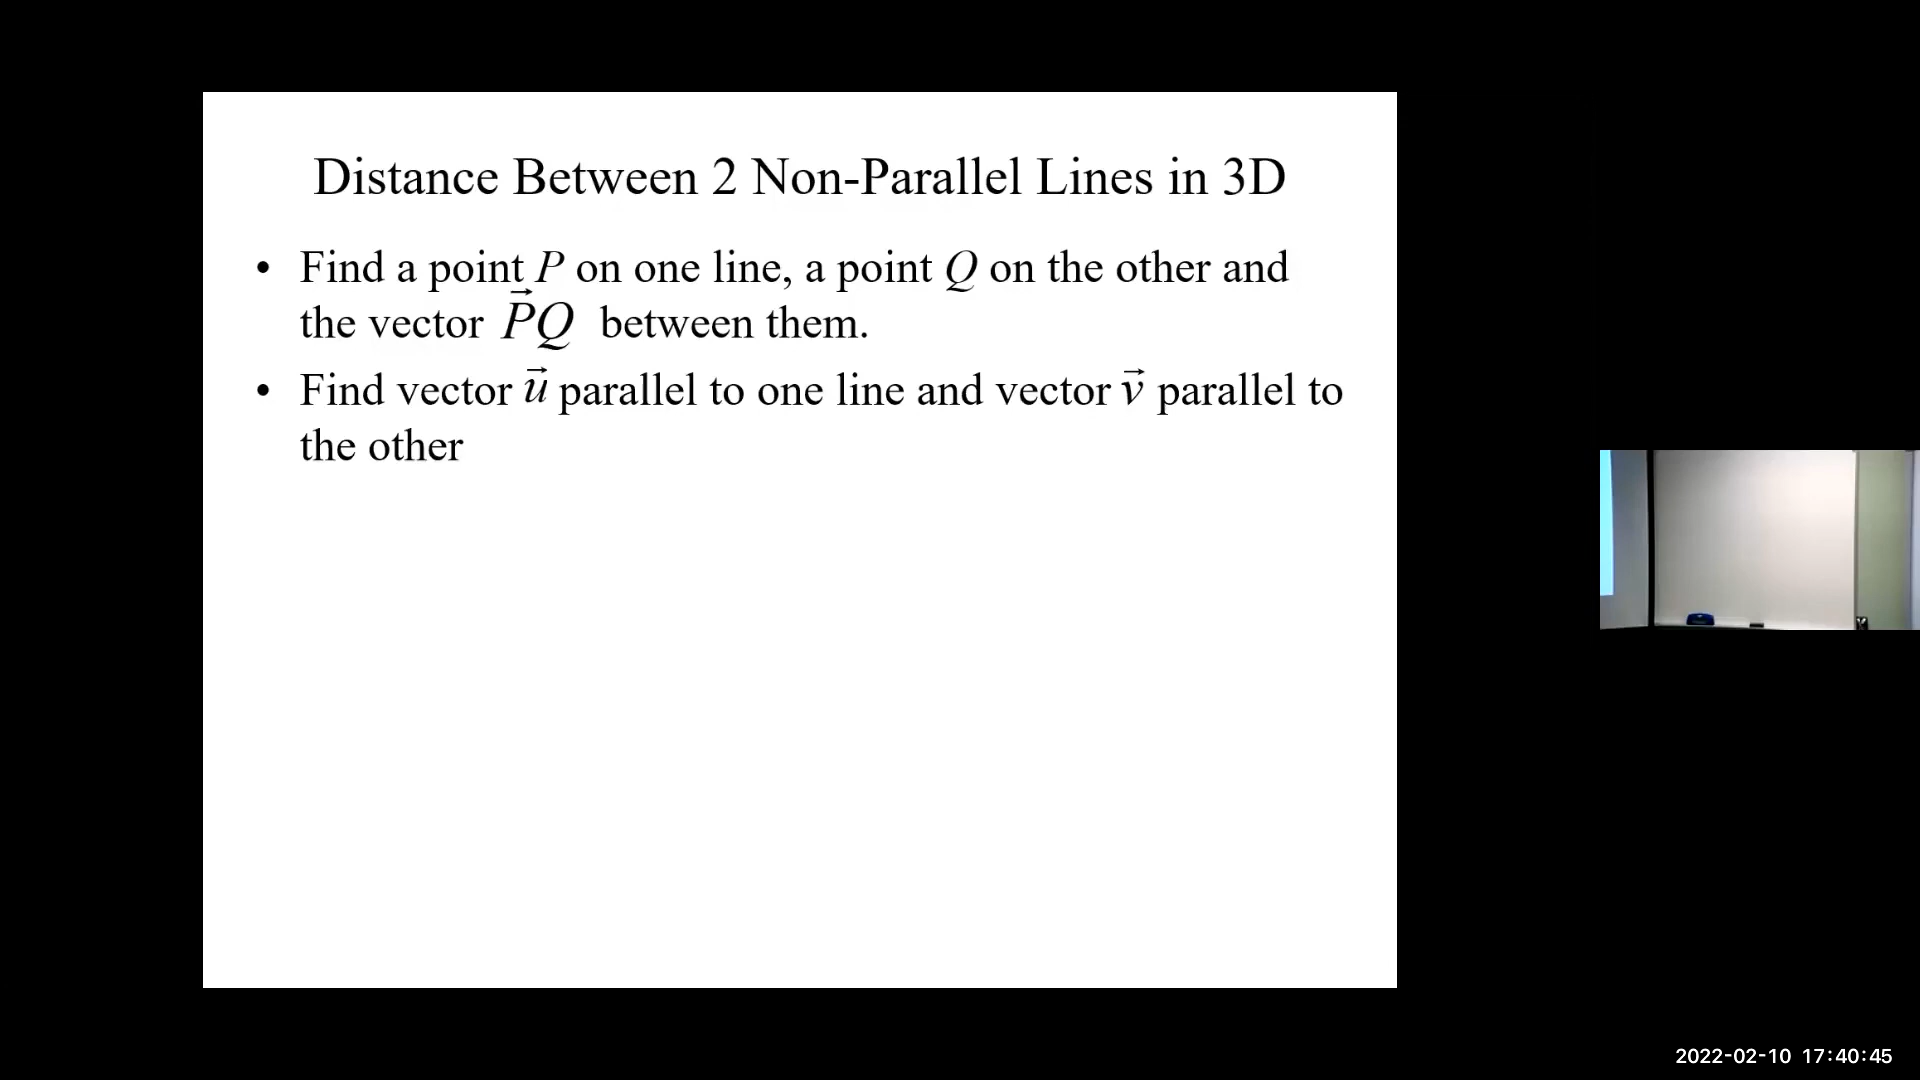 Distance Between 2 Non-Parallel Lines in 3D
• Find a point P on one line, a point Q on the other and
the vector P⃗Q between them.
• Find vector u⃗ parallel to one line and vector v⃗ parallel to
the other
2022-02-10 17:40:45